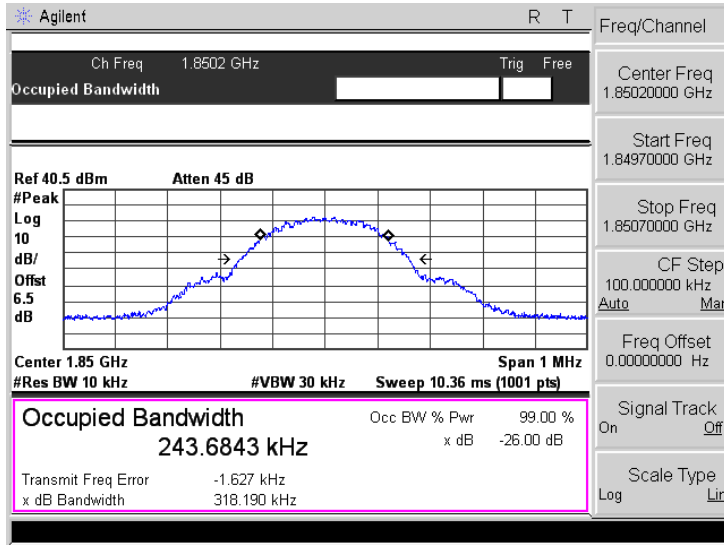 Agilent
R T
Freq/Channel
Ch Freq 1.8502 GHz
Trig Free
Occupied Bandwidth
Center Freq
1.85020000 GHz
Start Freq
1.84970000 GHz
Stop Freq
1.85070000 GHz
CF Step
100.000000 kHz
Auto Man
Freq Offset
0.00000000 Hz
Signal Track
On Off
Scale Type
Log Lin
Ref 40.5 dBm Atten 45 dB
#Peak
Log
10
dB/
Offst
6.5
dB
Center 1.85 GHz Span 1 MHz
#Res BW 10 kHz #VBW 30 kHz Sweep 10.36 ms (1001 pts)
Occupied Bandwidth
243.6843 kHz
Occ BW % Pwr 99.00 %
x dB -26.00 dB
Transmit Freq Error -1.627 kHz
x dB Bandwidth 318.190 kHz